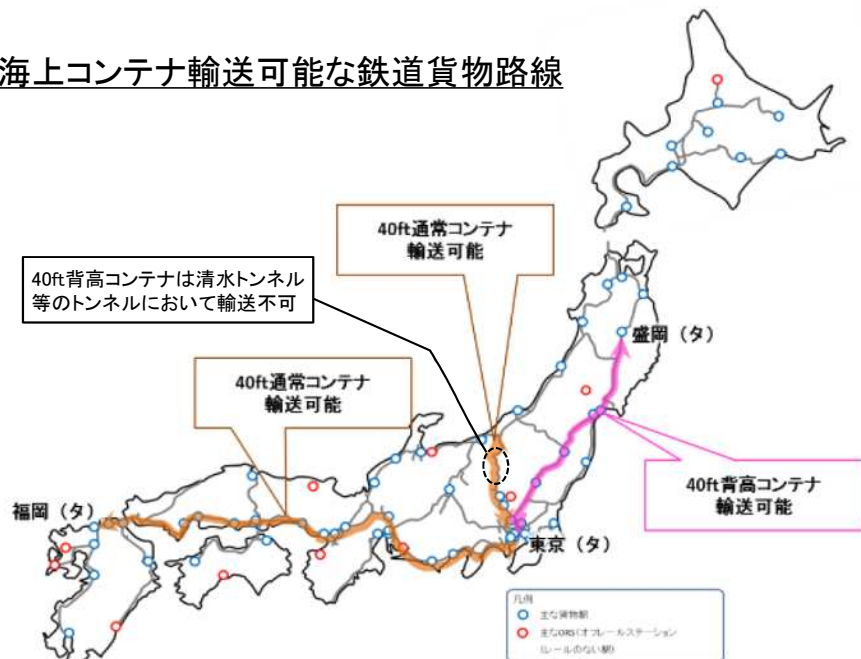 海上コンテナ輸送可能な鉄道貨物路線
40ft通常コンテナ
輸送可能
40ft背高コンテナは清水トンネル
等のトンネルにおいて輸送不可
盛岡（タ）
40ft通常コンテナ
輸送可能
40ft背高コンテナ
輸送可能
福岡（タ）
東京（タ）
凡例
主な貨物駅
主なORS（オフレールステーション
（レールのない駅）